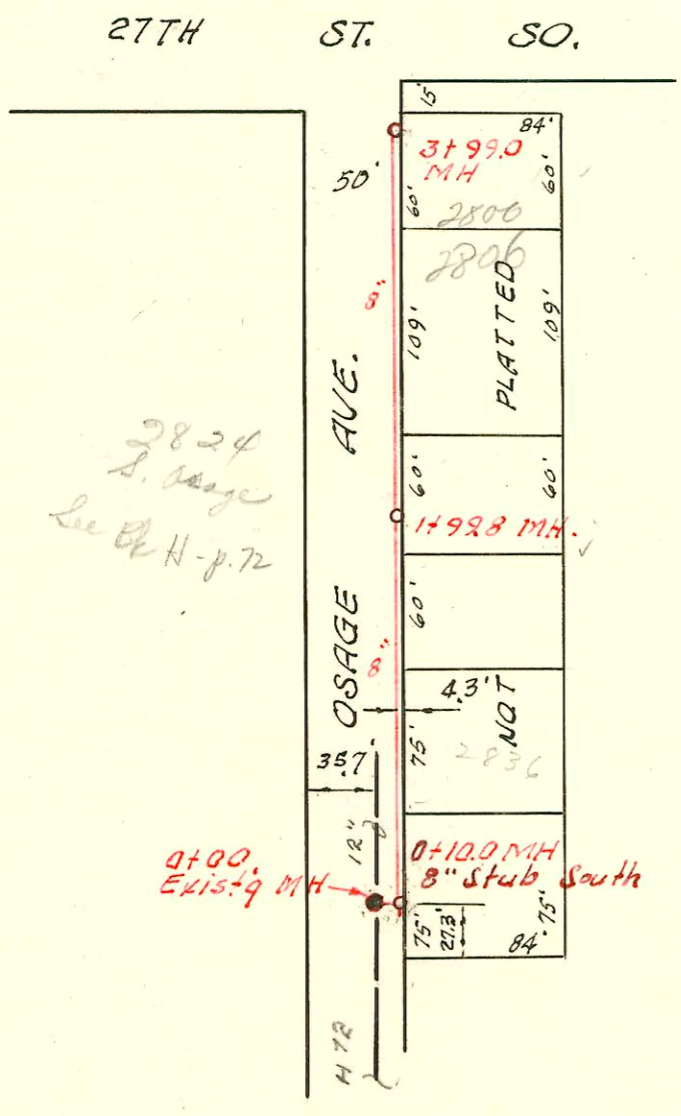 27TH ST. SO.
15'
84'
3+99.0
MH
50'
60'
60'
2800
2806
8"
109'
PLATTED
109'
AVE.
2824
S. Osage
See Bk H-p.72
60'
60'
1+99.8 MH.
60'
OSAGE
8"
4.3'
NOT
75'
2836
35.7'
12"
0+00.
Exist'g MH
0+10.0 MH
8" Stub South
75'
27.3'
75'
84'
H 72